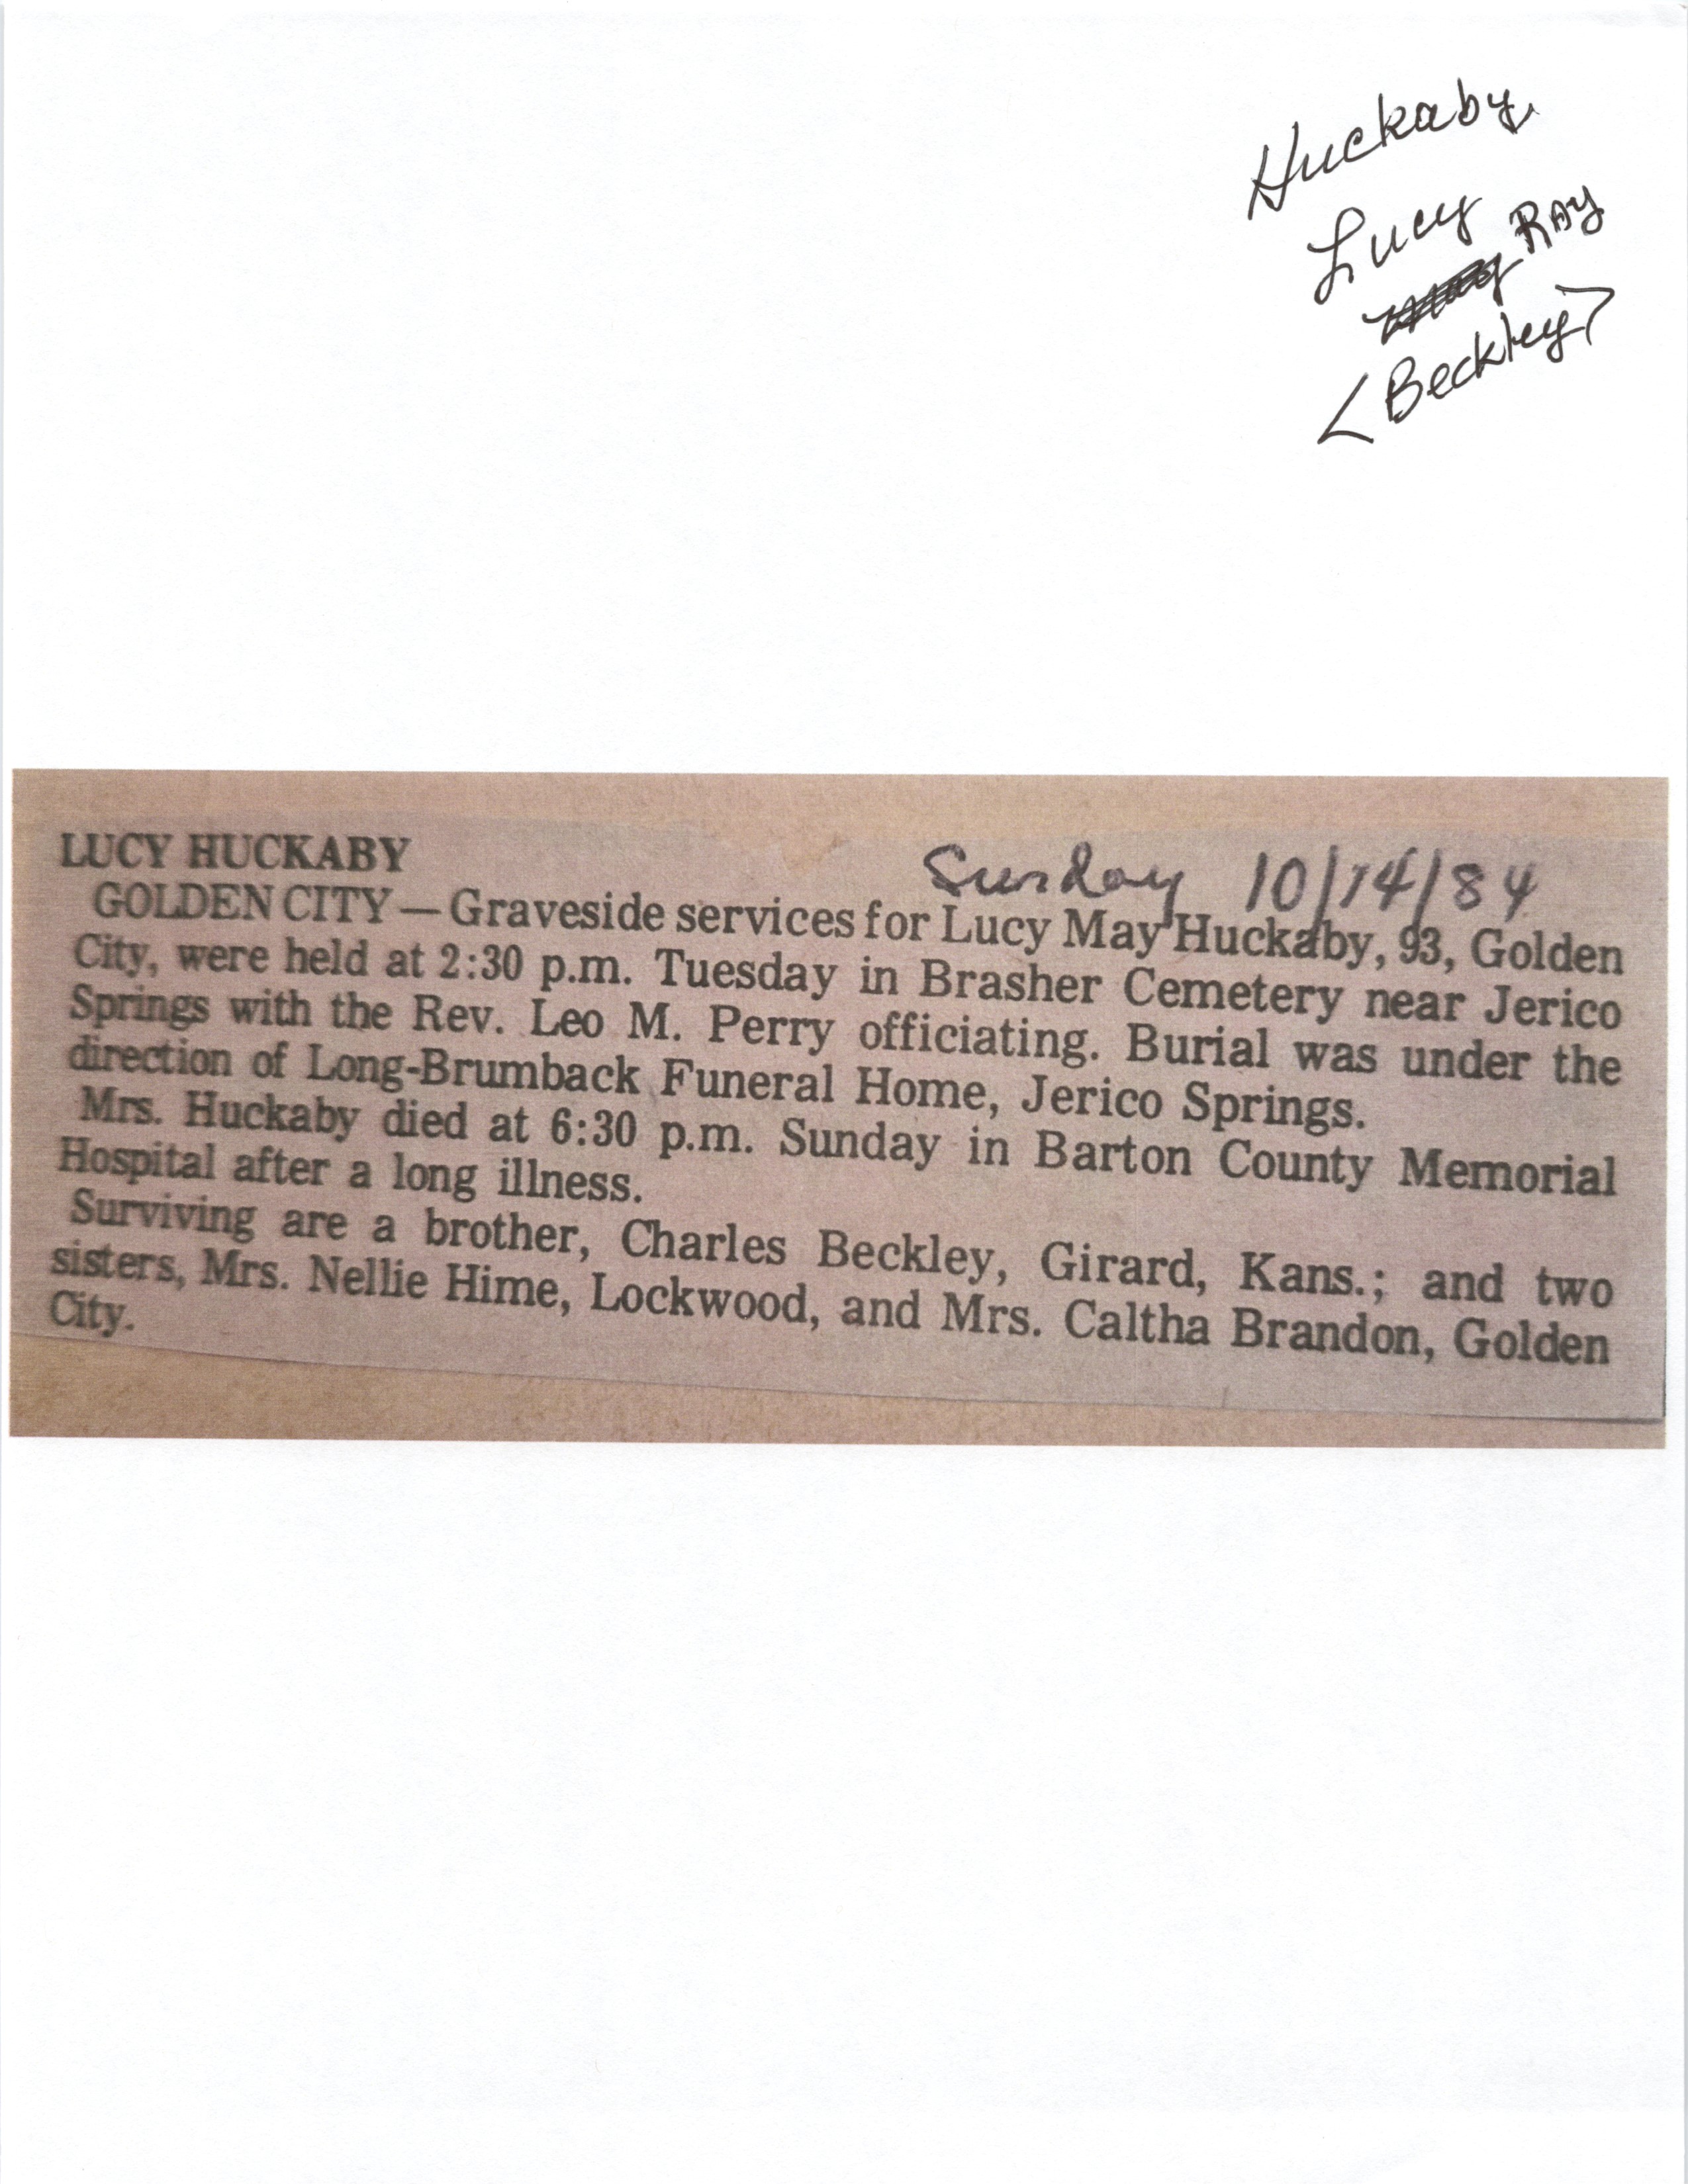 Huckaby,
Lucy
RAY
<Beckley>
LUCY HUCKABY
Sunday 10/14/84
GOLDEN CITY — Graveside services for Lucy May Huckaby, 93, Golden
City, were held at 2:30 p.m. Tuesday in Brasher Cemetery near Jerico
Springs with the Rev. Leo M. Perry officiating. Burial was under the
direction of Long-Brumback Funeral Home, Jerico Springs.
Mrs. Huckaby died at 6:30 p.m. Sunday in Barton County Memorial
Hospital after a long illness.
Surviving are a brother, Charles Beckley, Girard, Kans.; and two
sisters, Mrs. Nellie Hime, Lockwood, and Mrs. Caltha Brandon, Golden
City.